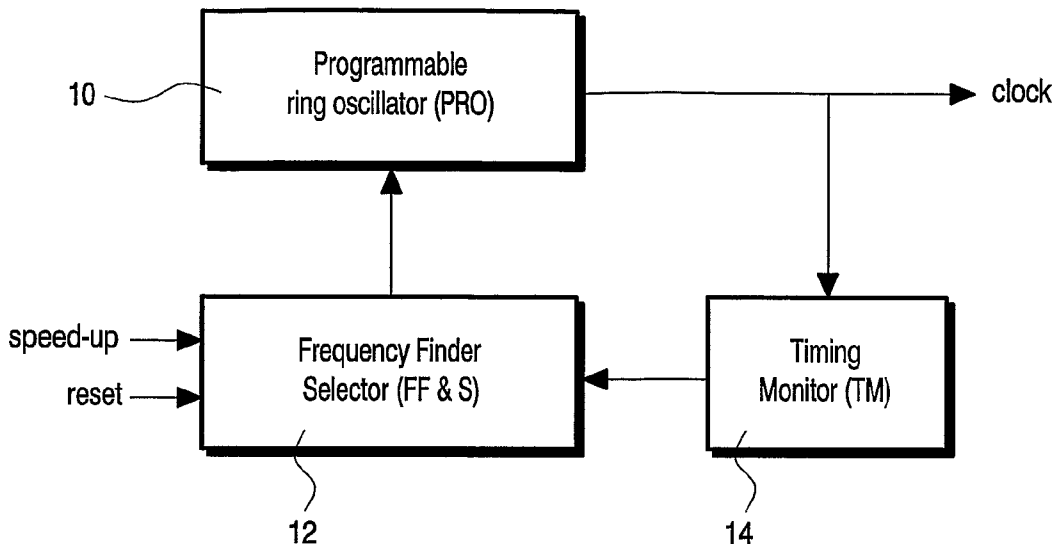 Programmable
ring oscillator (PRO)
10
clock
speed-up
reset
Frequency Finder
Selector (FF & S)
Timing
Monitor (TM)
12
14